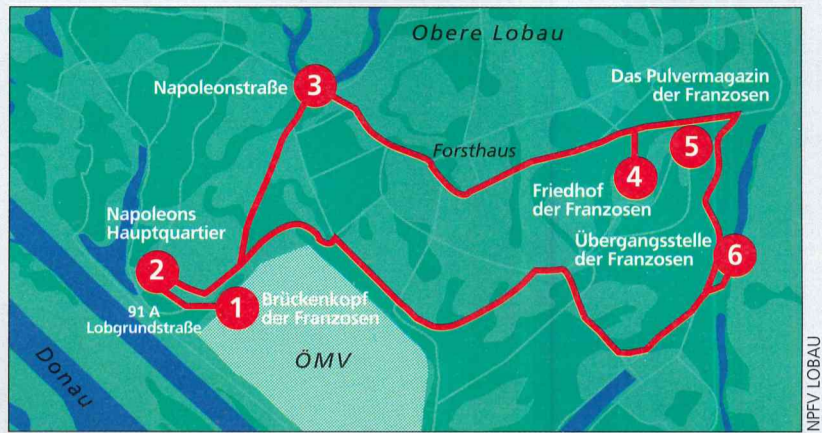 Obere Lobau
Napoleonstraße
3
Das Pulvermagazin
der Franzosen
Forsthaus
5
4
Friedhof
der Franzosen
Napoleons
Hauptquartier
Übergangsstelle
der Franzosen
6
2
1
Brückenkopf
der Franzosen
91 A
Lobgrundstraße
ÖMV
Donau
NPFV LOBAU